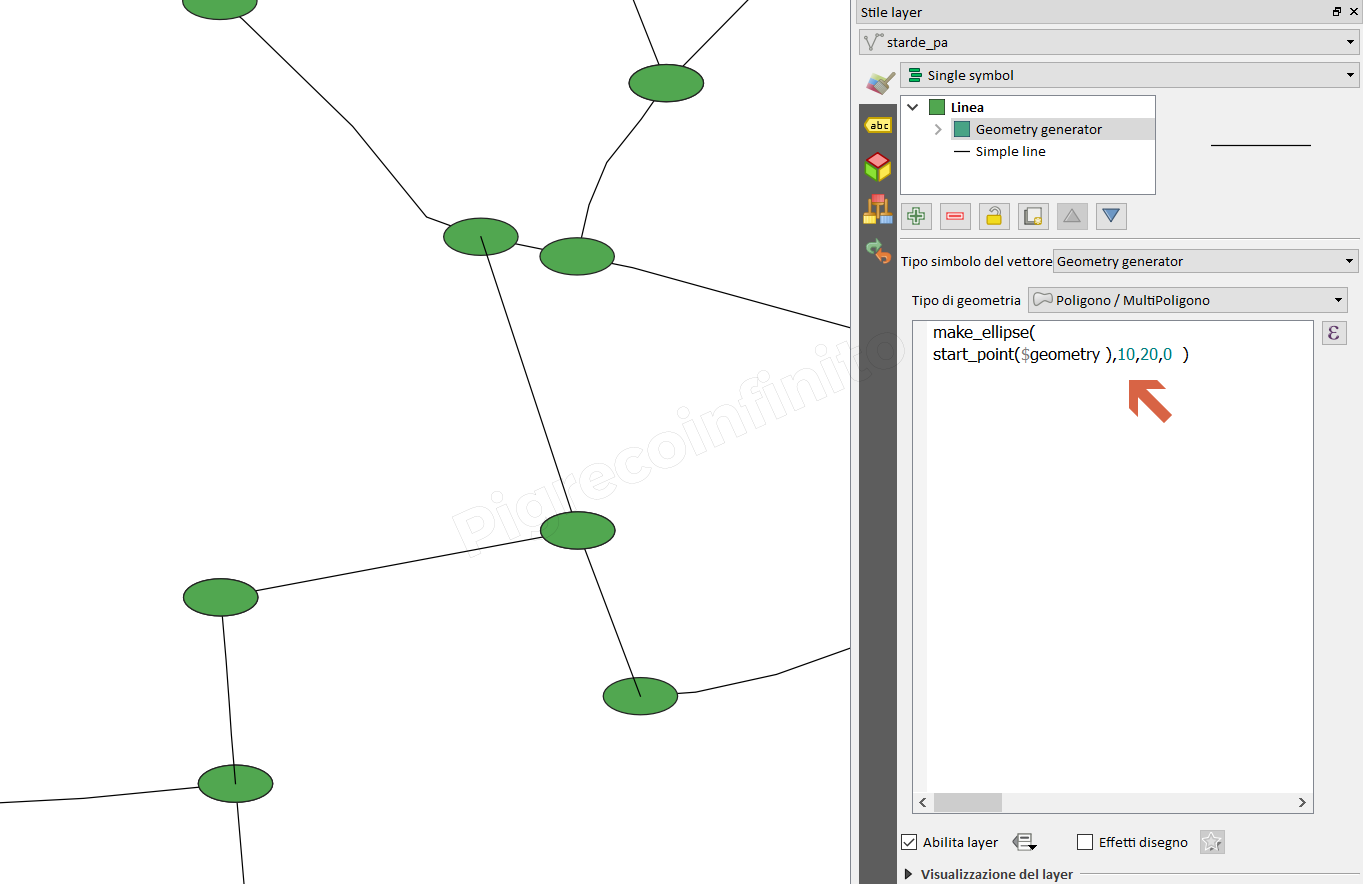 Stile layer
starde_pa
Single symbol
Linea
abc
Geometry generator
Simple line
Tipo simbolo del vettore Geometry generator
Tipo di geometria Poligono / MultiPoligono
make_ellipse(
ε
start_point($geometry ),10,20,0 )
Pigrecoinfinito
Abilita layer
Effetti disegno
Visualizzazione del layer